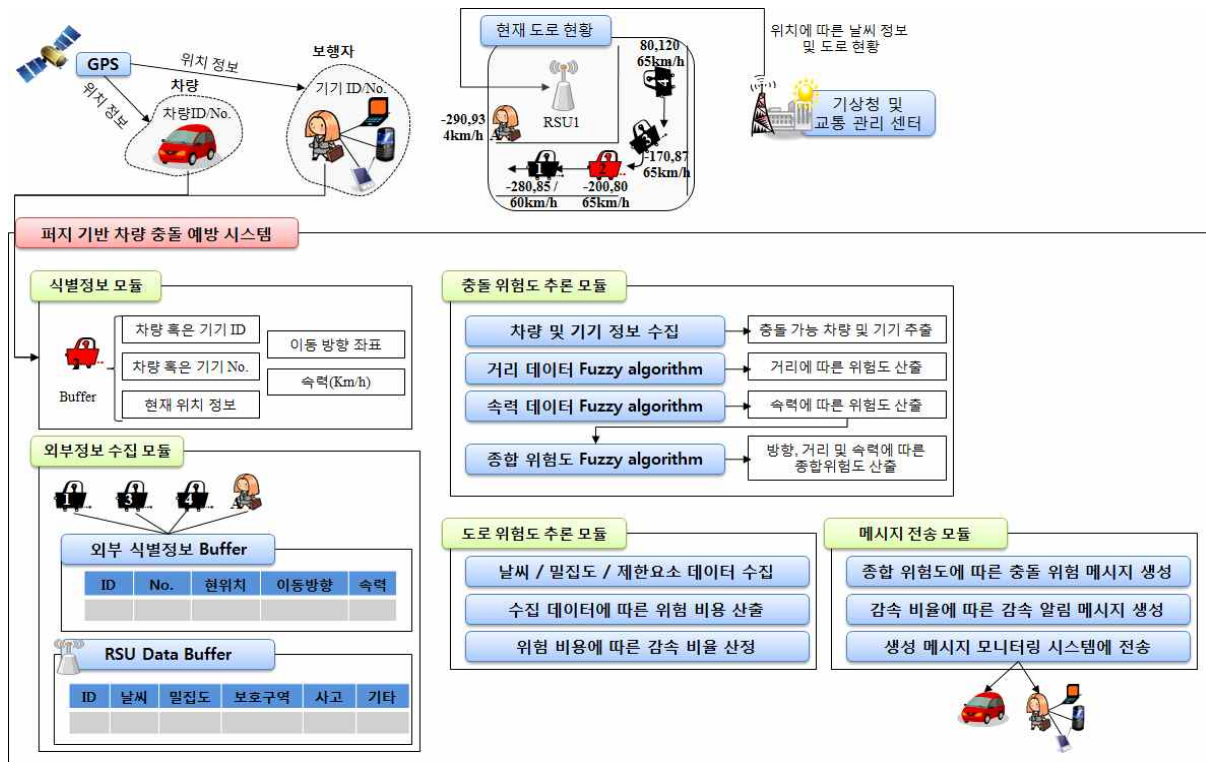 GPS
위치 정보
위치 정보
차량
차량ID/No.
보행자
기기 ID/No.
현재 도로 현황
80,120
65km/h
4
RSU1
-290,93
4km/h
A
3
-170,87
65km/h
1
2
-280,85 /
60km/h
-200,80
65km/h
위치에 따른 날씨 정보
및 도로 현황
기상청 및
교통 관리 센터
퍼지 기반 차량 충돌 예방 시스템
식별정보 모듈
2
Buffer
차량 혹은 기기 ID
차량 혹은 기기 No.
현재 위치 정보
이동 방향 좌표
속력(Km/h)
외부정보 수집 모듈
1
3
4
A
외부 식별정보 Buffer
ID No. 현위치 이동방향 속력
RSU Data Buffer
ID 날씨 밀집도 보호구역 사고 기타
충돌 위험도 추론 모듈
차량 및 기기 정보 수집
충돌 가능 차량 및 기기 추출
거리 데이터 Fuzzy algorithm
거리에 따른 위험도 산출
속력 데이터 Fuzzy algorithm
속력에 따른 위험도 산출
종합 위험도 Fuzzy algorithm
방향, 거리 및 속력에 따른
종합위험도 산출
도로 위험도 추론 모듈
날씨 / 밀집도 / 제한요소 데이터 수집
수집 데이터에 따른 위험 비용 산출
위험 비용에 따른 감속 비율 산정
메시지 전송 모듈
종합 위험도에 따른 충돌 위험 메시지 생성
감속 비율에 따른 감속 알림 메시지 생성
생성 메시지 모니터링 시스템에 전송